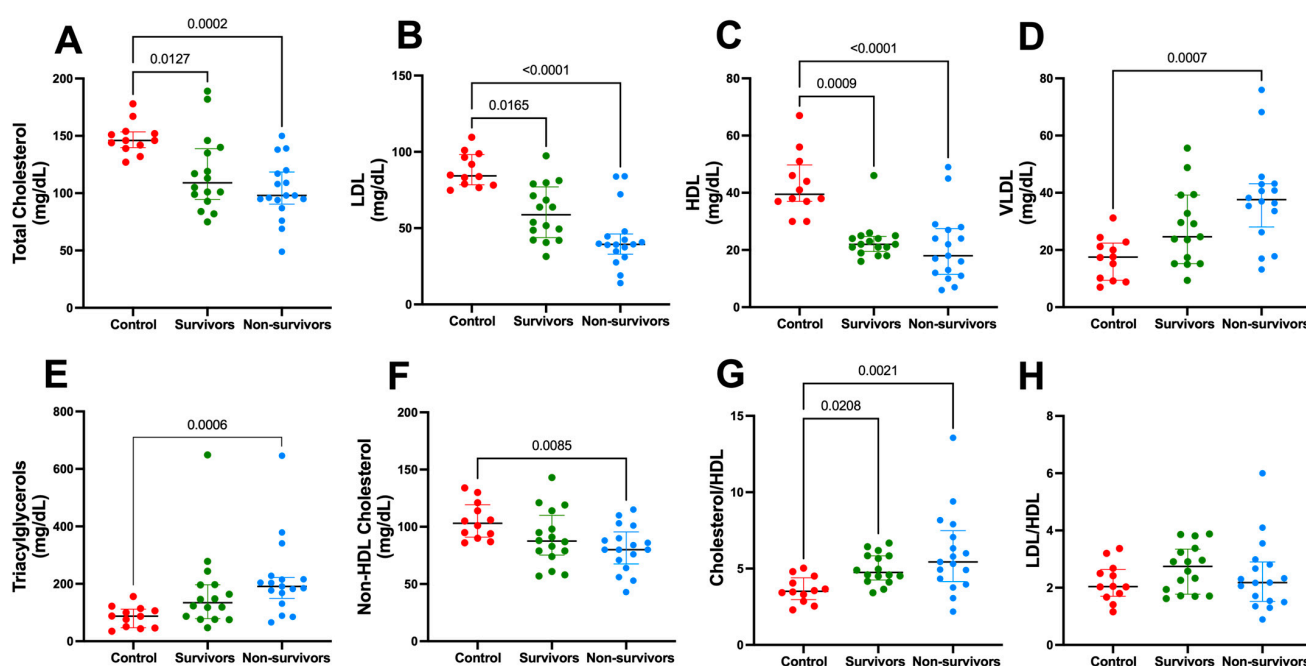 A
0.0002
0.0127
200
150
100
50
0
Total Cholesterol
(mg/dL)
Control Survivors Non-survivors
B
<0.0001
0.0165
150
100
50
0
LDL
(mg/dL)
Control Survivors Non-survivors
C
<0.0001
0.0009
80
60
40
20
0
HDL
(mg/dL)
Control Survivors Non-survivors
D
0.0007
80
60
40
20
0
VLDL
(mg/dL)
Control Survivors Non-survivors
E
0.0006
800
600
400
200
0
Triacylglycerols
(mg/dL)
Control Survivors Non-survivors
F
0.0085
200
150
100
50
0
Non-HDL Cholesterol
(mg/dL)
Control Survivors Non-survivors
G
0.0021
0.0208
15
10
5
0
Cholesterol//HDL
Control Survivors Non-survivors
H
8
6
4
2
0
LDL/HDL
Control Survivors Non-survivors